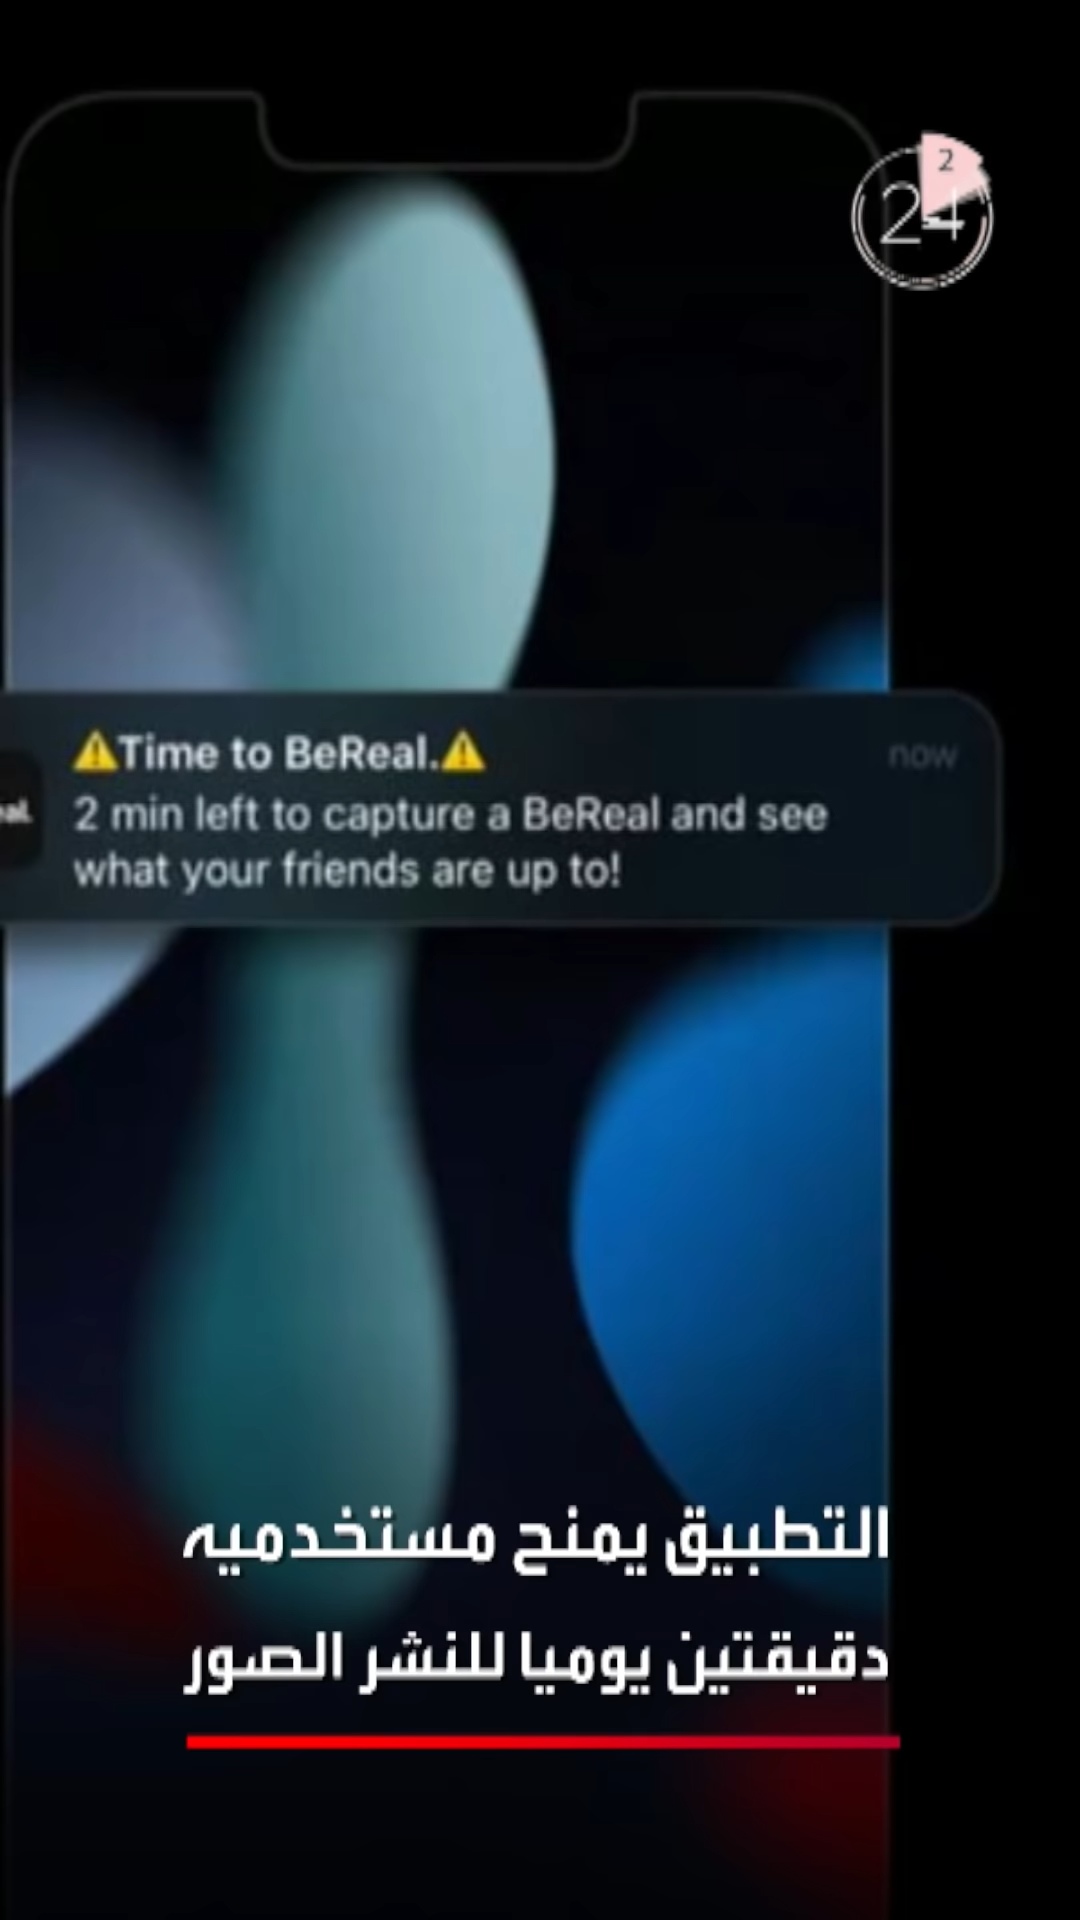 2
24
⚠️Time to BeReal.⚠️
now
2 min left to capture a BeReal and see
what your friends are up to!
التطبيق يمنح مستخدميه
دقيقتين يوميا للنشر الصور